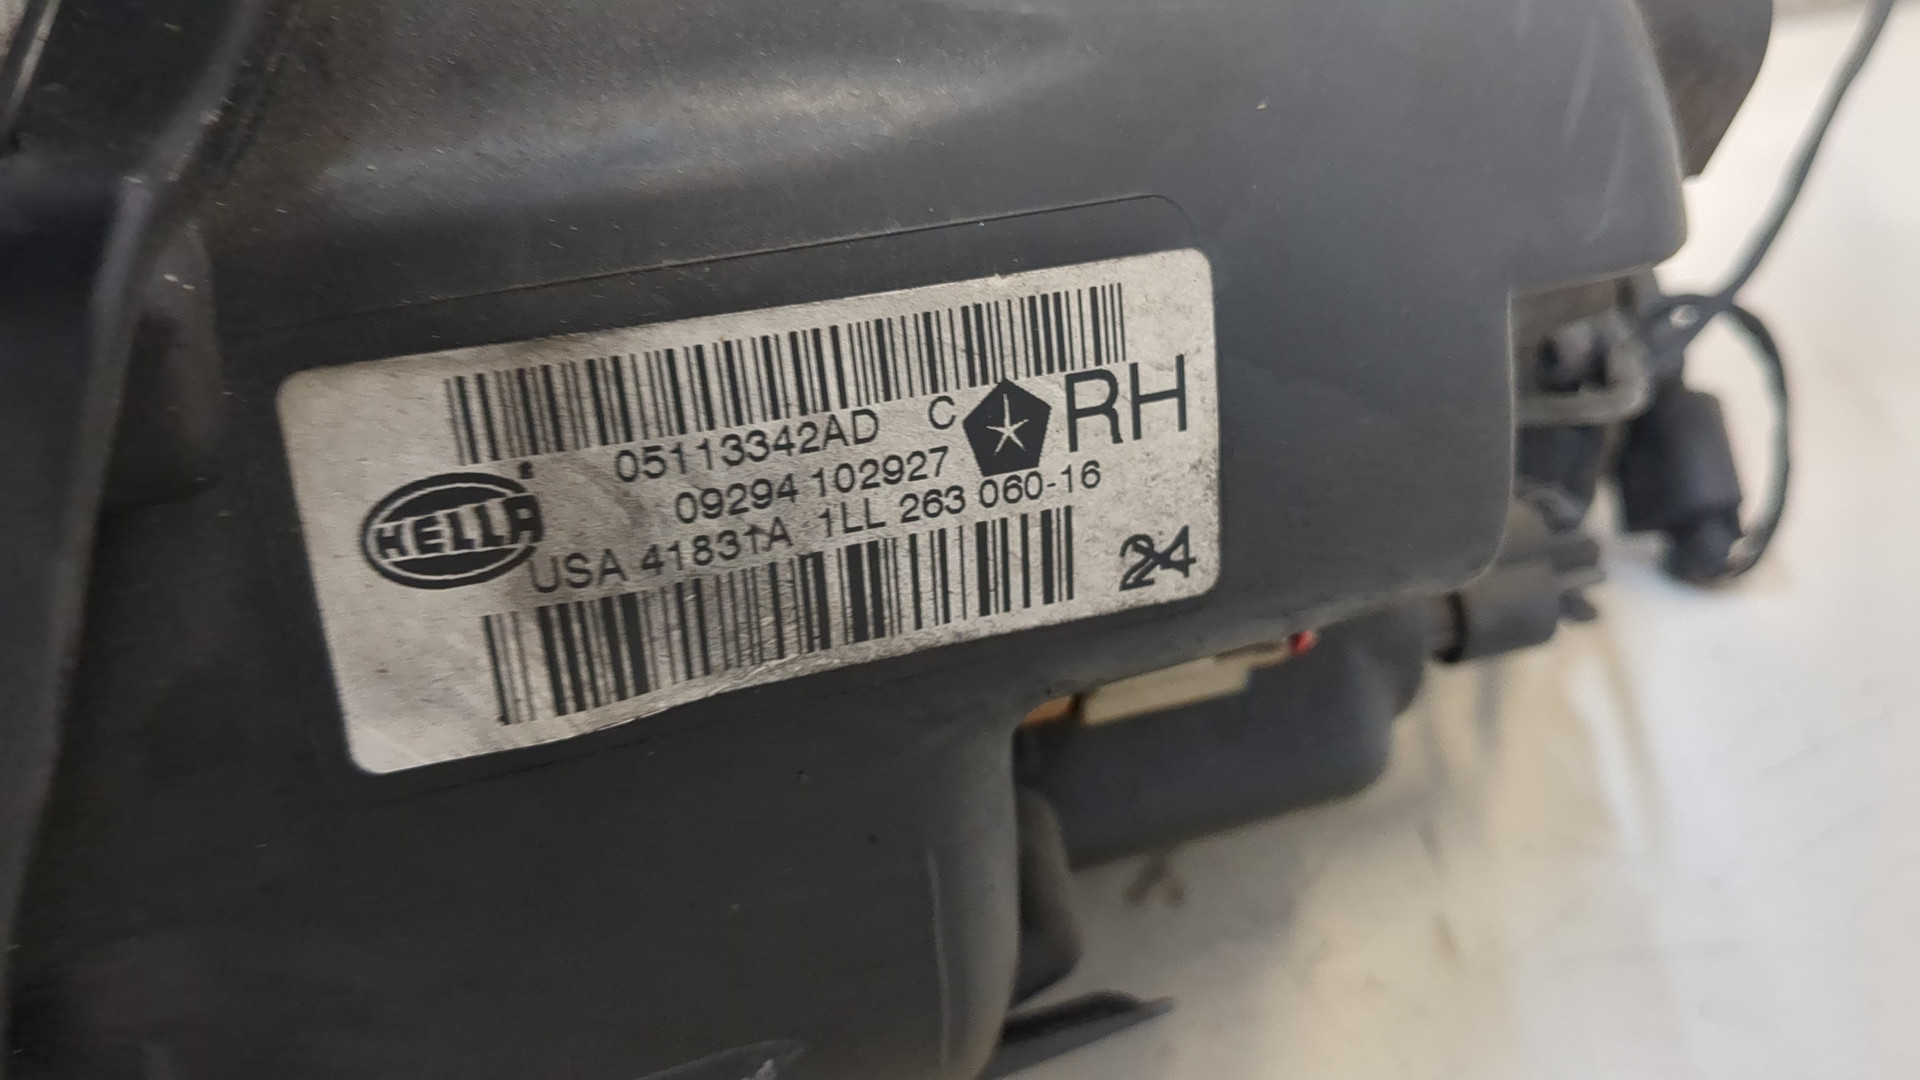 05113342AD C RH
09294 102927
HELLA
USA 41831A 1LL 263 060-16
24